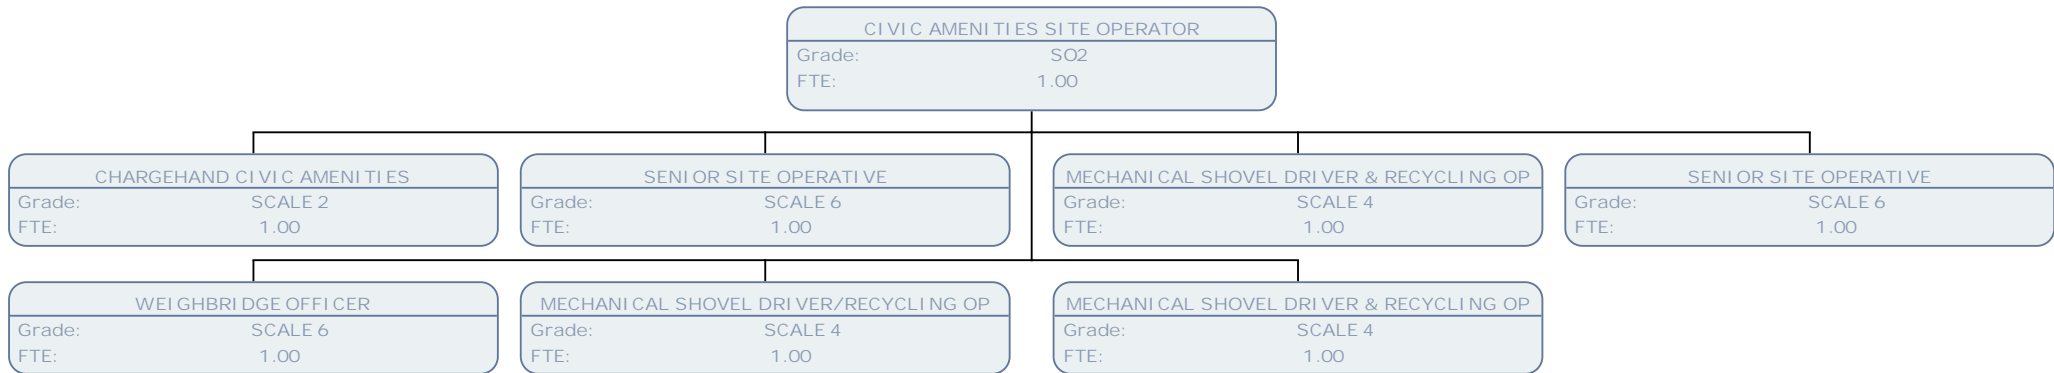 CIVIC AMENITIES SITE OPERATOR
Grade: SO2
FTE: 1.00
CHARGEHAND CIVIC AMENITIES
Grade: SCALE 2
FTE: 1.00
SENIOR SITE OPERATIVE
Grade: SCALE 6
FTE: 1.00
MECHANICAL SHOVEL DRIVER & RECYCLING OP
Grade: SCALE 4
FTE: 1.00
SENIOR SITE OPERATIVE
Grade: SCALE 6
FTE: 1.00
WEIGHBRIDGE OFFICER
Grade: SCALE 6
FTE: 1.00
MECHANICAL SHOVEL DRIVER/RECYCLING OP
Grade: SCALE 4
FTE: 1.00
MECHANICAL SHOVEL DRIVER & RECYCLING OP
Grade: SCALE 4
FTE: 1.00